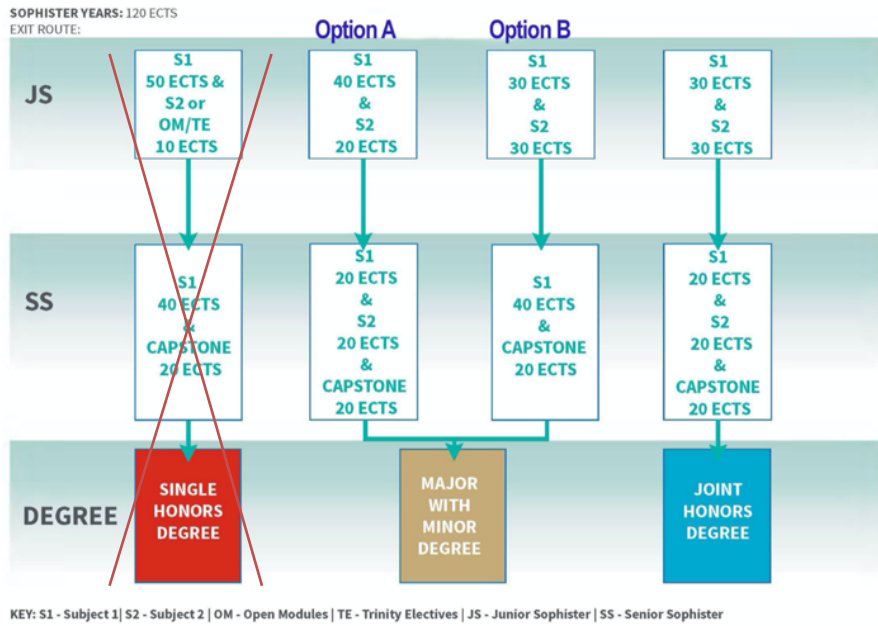 SOPHISTER YEARS: 120 ECTS
EXIT ROUTE:
Option A
Option B
JS
S1
50 ECTS &
S2 or
OM/TE
10 ECTS
S1
40 ECTS
&
S2
20 ECTS
S1
30 ECTS
&
S2
30 ECTS
S1
30 ECTS
&
S2
30 ECTS
SS
S1
40 ECTS
&
CAPSTONE
20 ECTS
S1
20 ECTS
&
S2
20 ECTS
&
CAPSTONE
20 ECTS
S1
40 ECTS
&
CAPSTONE
20 ECTS
S1
20 ECTS
&
S2
20 ECTS
&
CAPSTONE
20 ECTS
DEGREE
SINGLE
HONORS
DEGREE
MAJOR
WITH
MINOR
DEGREE
JOINT
HONORS
DEGREE
KEY: S1 - Subject 1| S2 - Subject 2 | OM - Open Modules | TE - Trinity Electives | JS - Junior Sophister | SS - Senior Sophister